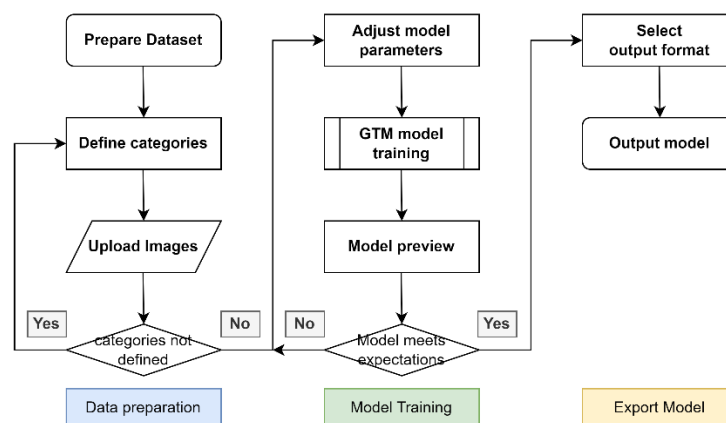 Prepare Dataset
Define categories
Upload Images
Yes
No
categories not
defined
Data preparation
Adjust model
parameters
GTM model
training
Model preview
No
Yes
Model meets
expectations
Model Training
Select
output format
Output model
Export Model